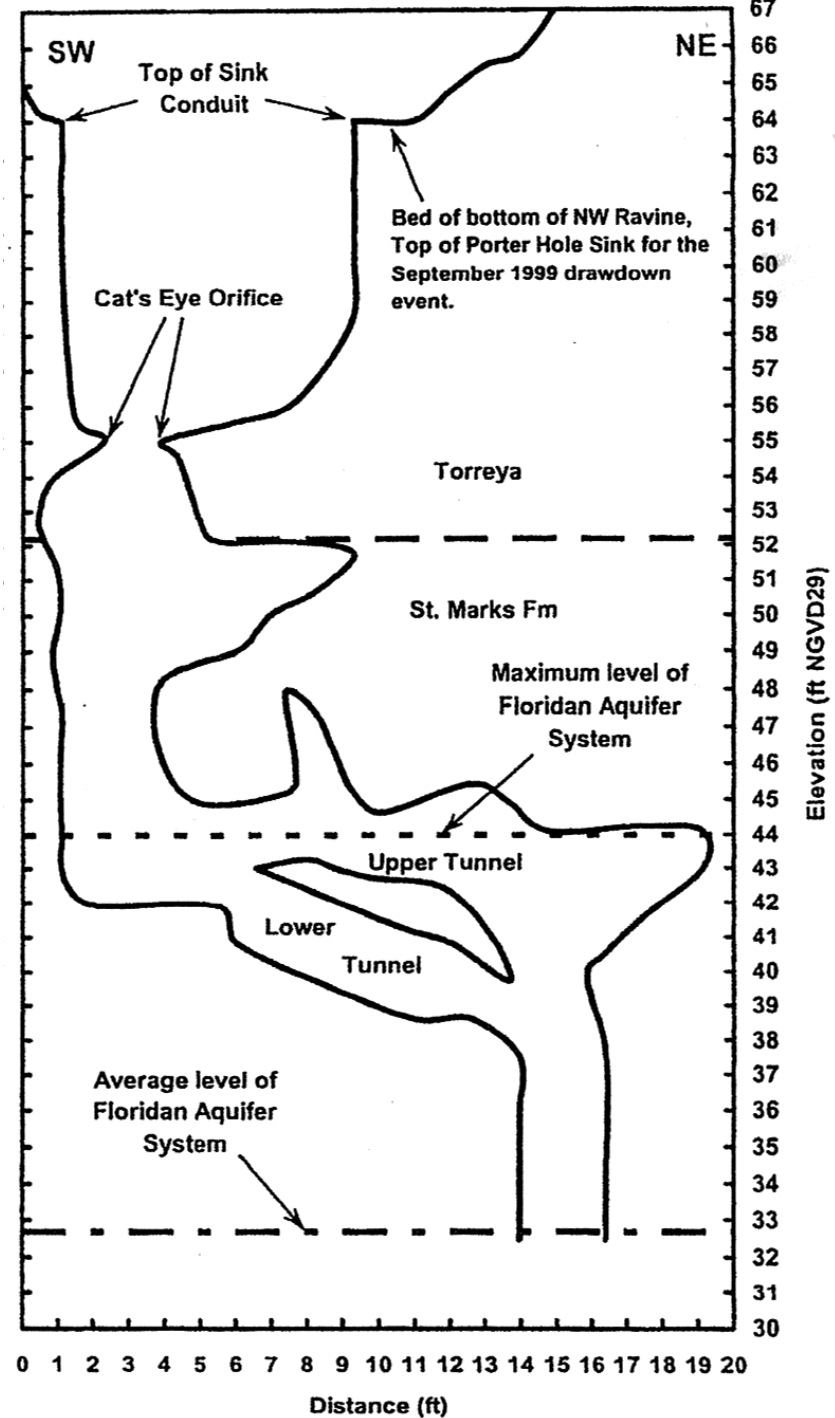 SW
NE
Top of Sink
Conduit
Bed of bottom of NW Ravine,
Top of Porter Hole Sink for the
September 1999 drawdown
event.
Cat's Eye Orifice
Torreya
St. Marks Fm
Maximum level of
Floridan Aquifer
System
Upper Tunnel
Lower
Tunnel
Average level of
Floridan Aquifer
System
67
66
65
64
63
62
61
60
59
58
57
56
55
54
53
52
51
50
49
48
47
46
45
44
43
42
41
40
39
38
37
36
35
34
33
32
31
30
Elevation (ft NGVD29)
0 1 2 3 4 5 6 7 8 9 10 11 12 13 14 15 16 17 18 19 20
Distance (ft)